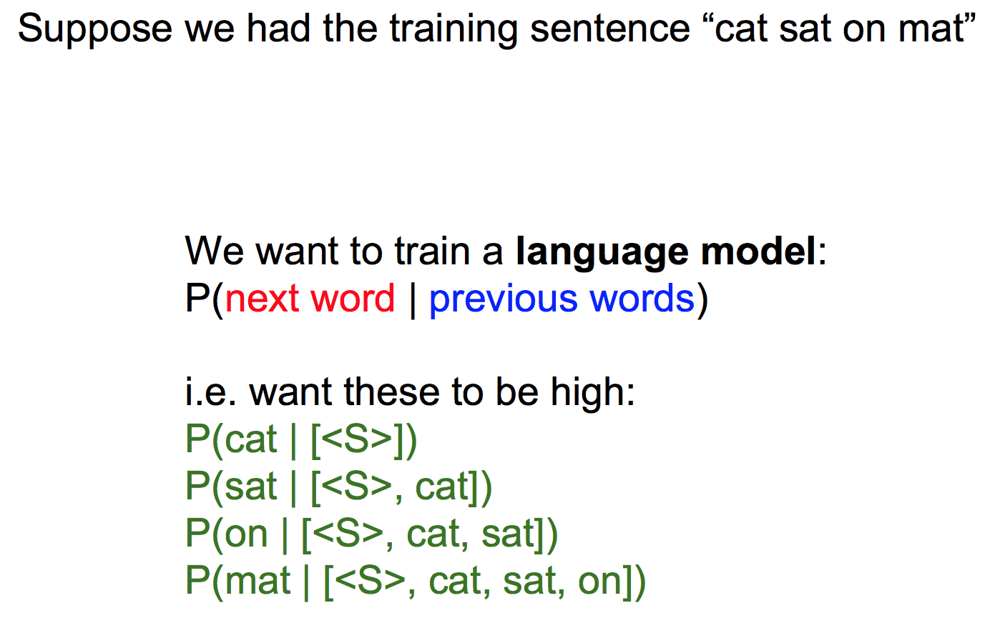 Suppose we had the training sentence “cat sat on mat”
We want to train a language model:
P(next word | previous words)
i.e. want these to be high:
P(cat | [<S>])
P(sat | [<S>, cat])
P(on | [<S>, cat, sat])
P(mat | [<S>, cat, sat, on])